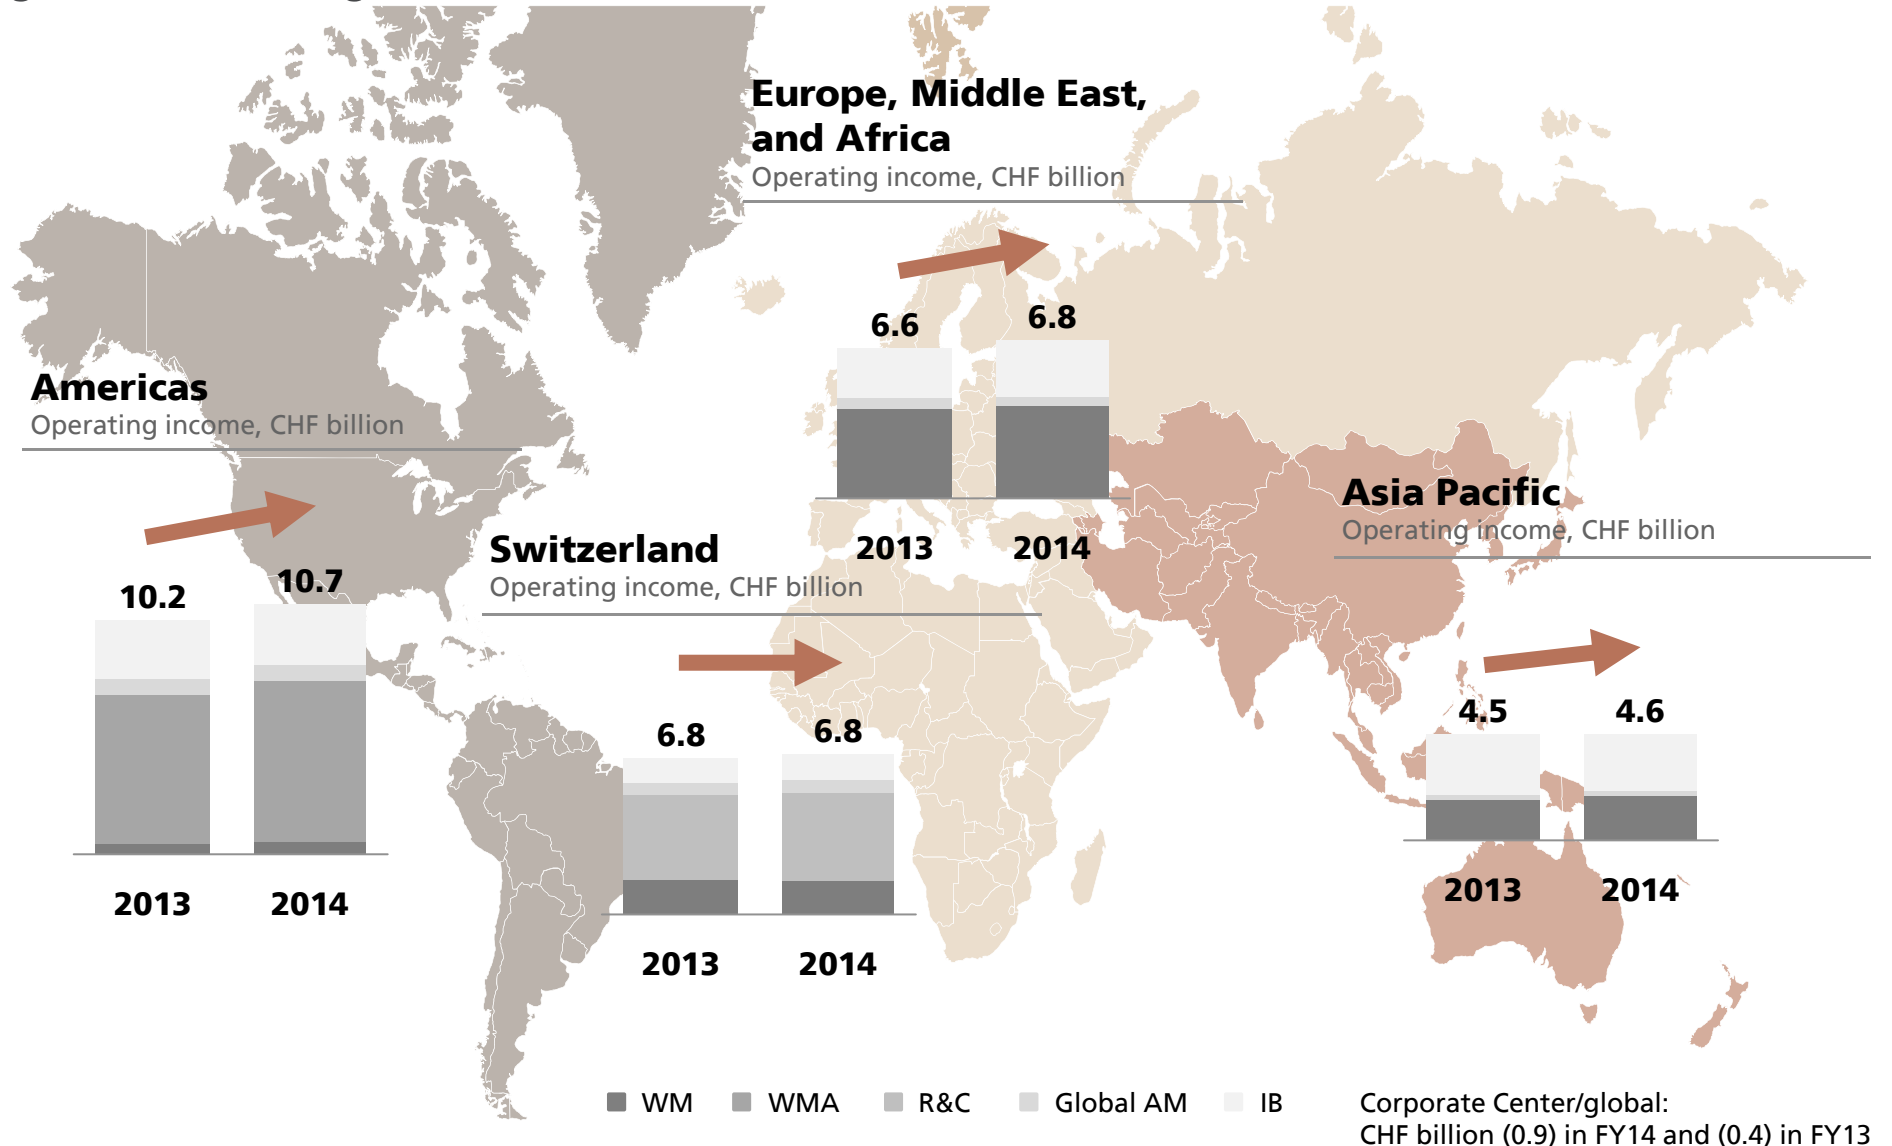 Europe, Middle East,
and Africa
Operating income, CHF billion
6.6
6.8
2013
2014
Americas
Operating income, CHF billion
10.2
10.7
2013
2014
Switzerland
Operating income, CHF billion
6.8
6.8
2013
2014
Asia Pacific
Operating income, CHF billion
4.5
4.6
2013
2014
WM
WMA
R&C
Global AM
IB
Corporate Center/global:
CHF billion (0.9) in FY14 and (0.4) in FY13